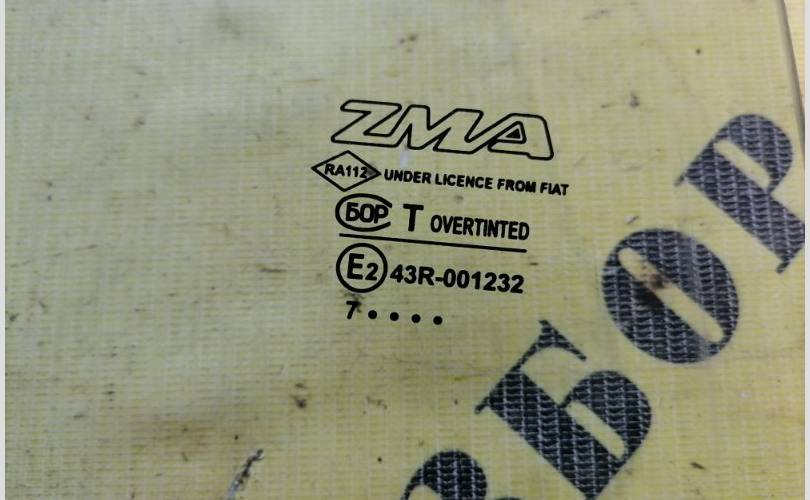 ZMA
RA112 UNDER LICENCE FROM FIAT
БОР T OVERTINTED
E2 43R-001232
7 • • • •
БОР